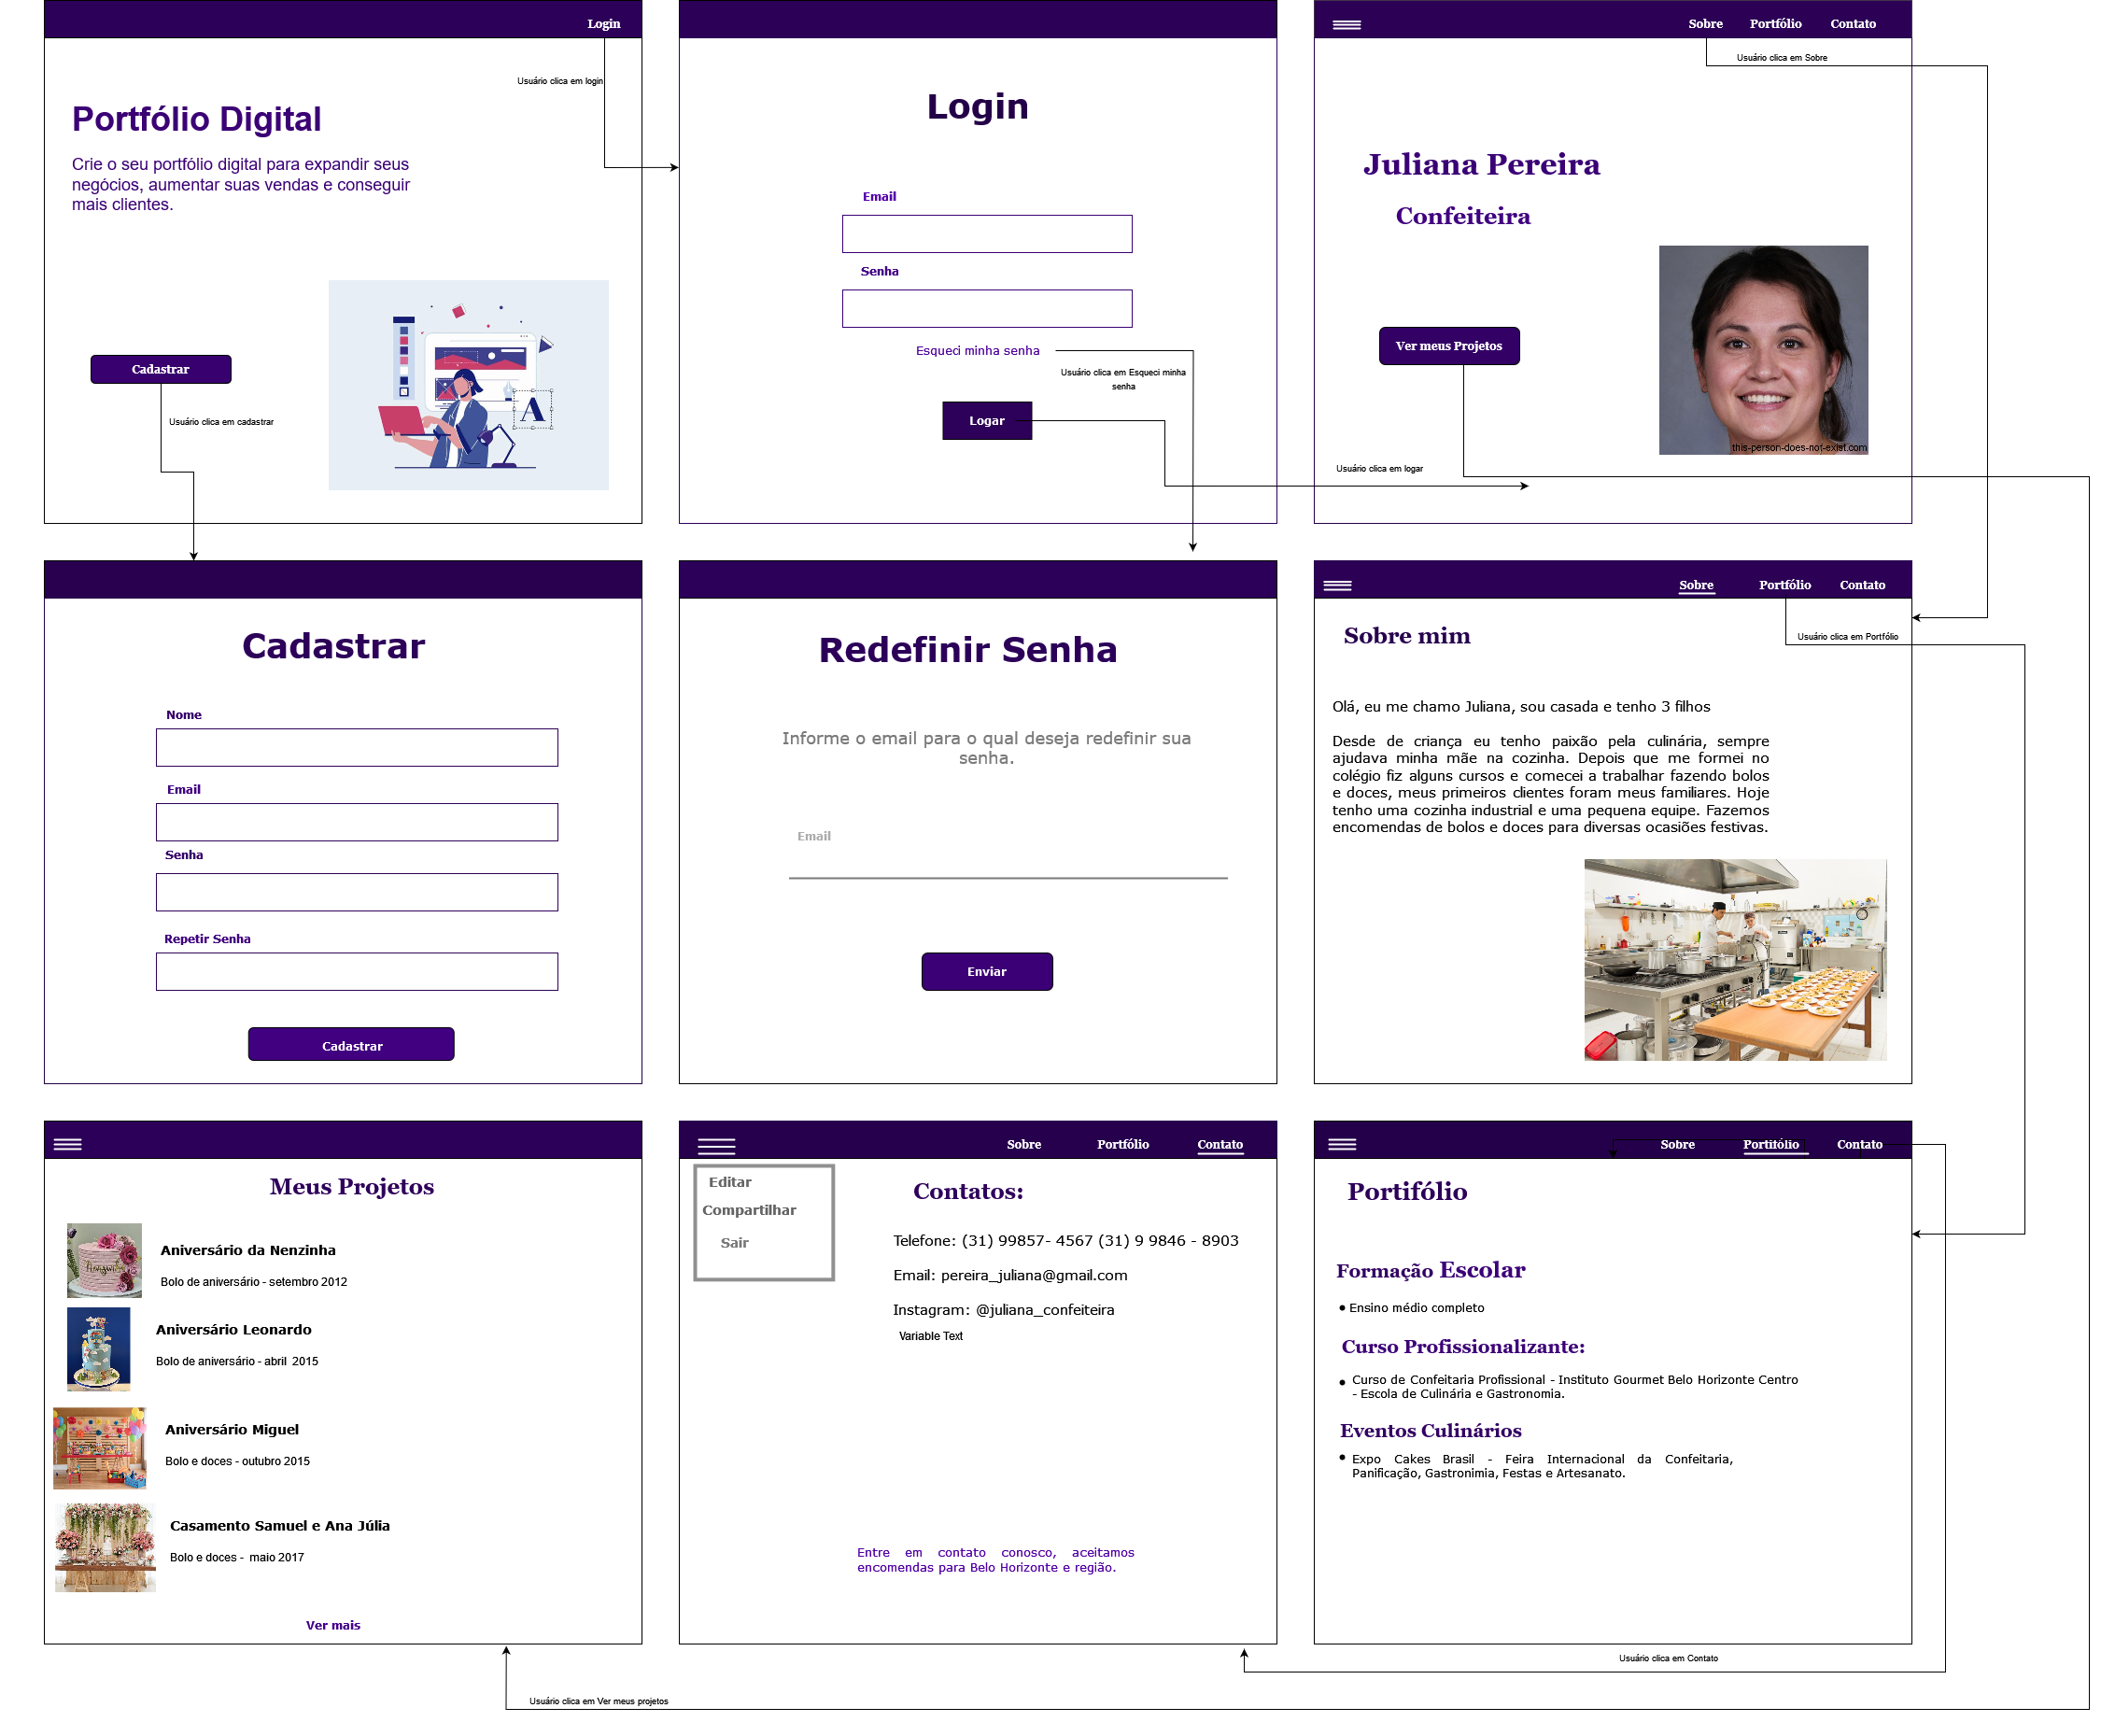 Login
Usuário clica em login
Portfólio Digital
Crie o seu portfólio digital para expandir seus
negócios, aumentar suas vendas e conseguir
mais clientes.
Cadastrar
Usuário clica em cadastrar
A
Login
Email
Senha
Esqueci minha senha
Usuário clica em Esqueci minha
senha
Logar
Sobre Portfólio Contato
Usuário clica em Sobre
Juliana Pereira
Confeiteira
Ver meus Projetos
this-person-does-not-exist.com
Usuário clica em logar
Cadastrar
Nome
Email
Senha
Repetir Senha
Cadastrar
Redefinir Senha
Informe o email para o qual deseja redefinir sua
senha.
Email
Enviar
Sobre Portfólio Contato
Usuário clica em Portfólio
Sobre mim
Olá, eu me chamo Juliana, sou casada e tenho 3 filhos
Desde de criança eu tenho paixão pela culinária, sempre
ajudava minha mãe na cozinha. Depois que me formei no
colégio fiz alguns cursos e comecei a trabalhar fazendo bolos
e doces, meus primeiros clientes foram meus familiares. Hoje
tenho uma cozinha industrial e uma pequena equipe. Fazemos
encomendas de bolos e doces para diversas ocasiões festivas.
Meus Projetos
Aniversário da Nenzinha
Bolo de aniversário - setembro 2012
Aniversário Leonardo
Bolo de aniversário - abril 2015
Aniversário Miguel
Bolo e doces - outubro 2015
Casamento Samuel e Ana Júlia
Bolo e doces - maio 2017
Ver mais
Usuário clica em Ver meus projetos
Sobre Portfólio Contato
Editar
Compartilhar
Sair
Contatos:
Telefone: (31) 99857- 4567 (31) 9 9846 - 8903
Email: pereira_juliana@gmail.com
Instagram: @juliana_confeiteira
Variable Text
Entre em contato conosco, aceitamos
encomendas para Belo Horizonte e região.
Sobre Portifólio Contato
Portifólio
Formação Escolar
• Ensino médio completo
Curso Profissionalizante:
• Curso de Confeitaria Profissional - Instituto Gourmet Belo Horizonte Centro
- Escola de Culinária e Gastronomia.
Eventos Culinários
• Expo Cakes Brasil - Feira Internacional da Confeitaria,
Panificação, Gastronimia, Festas e Artesanato.
Usuário clica em Contato